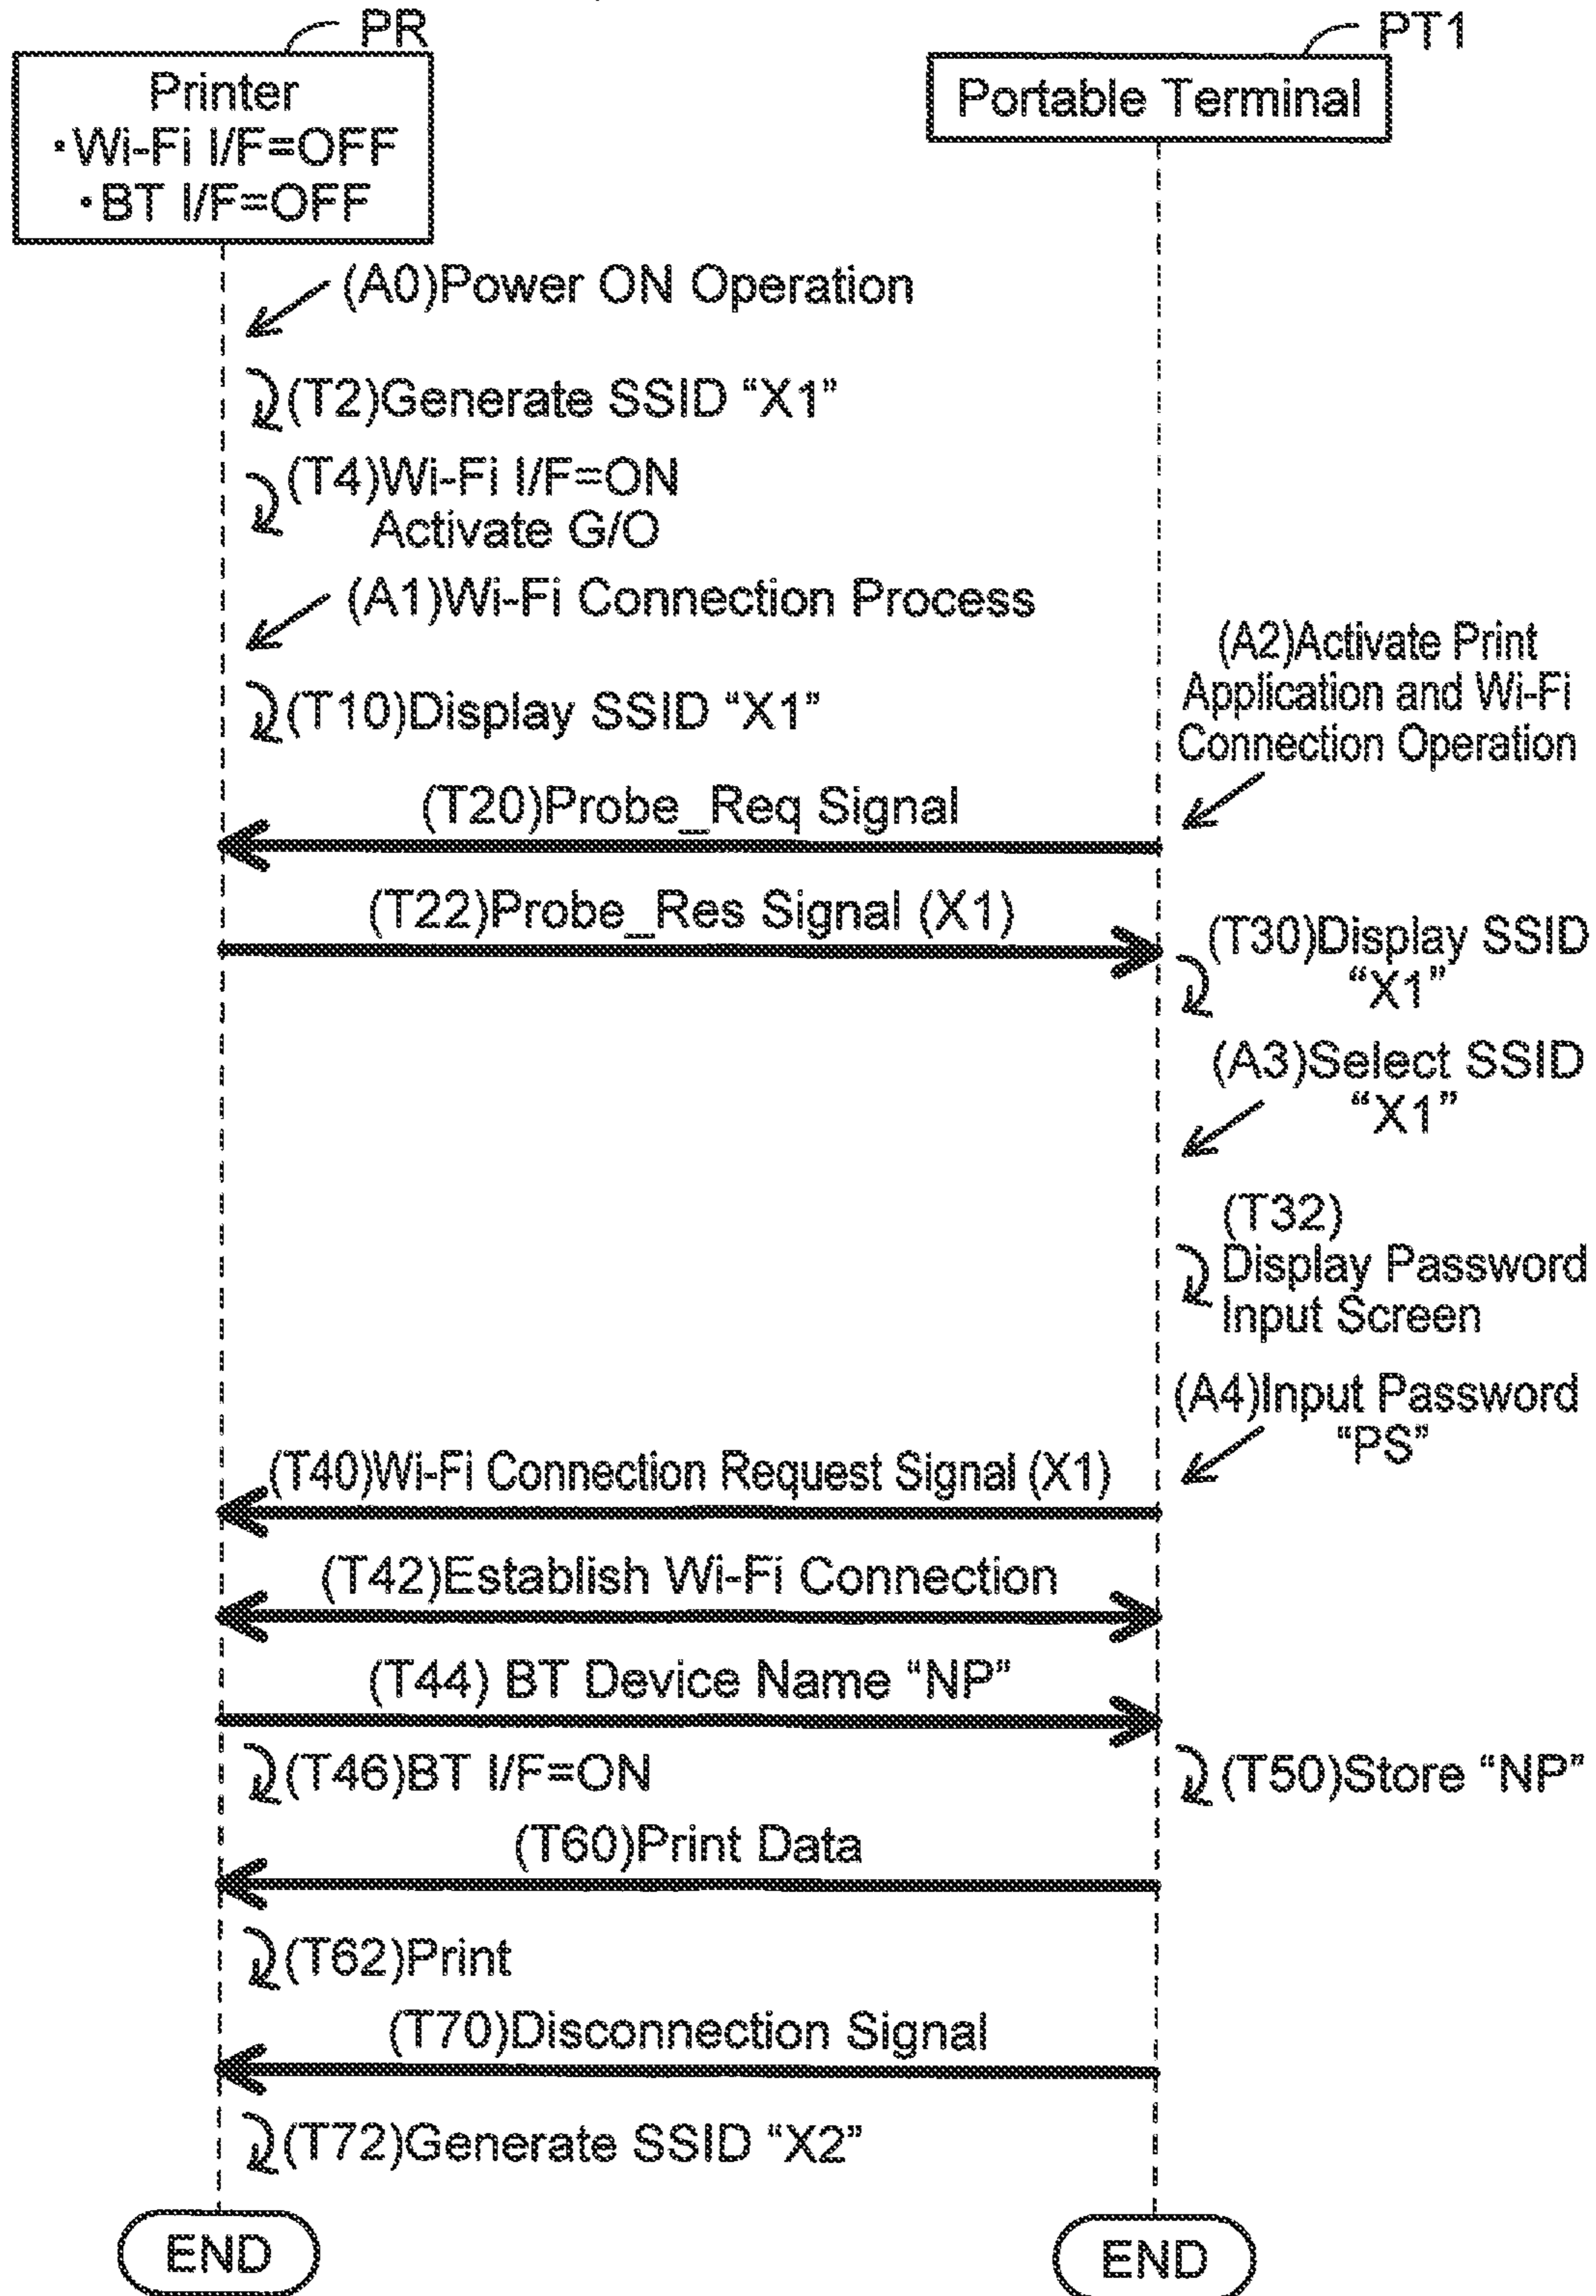 PR
PT1
Printer
•Wi-Fi I/F=OFF
•BT I/F=OFF
Portable Terminal
(A0)Power ON Operation
(T2)Generate SSID “X1”
(T4)Wi-Fi I/F=ON
Activate G/O
(A1)Wi-Fi Connection Process
(A2)Activate Print
Application and Wi-Fi
Connection Operation
(T10)Display SSID “X1”
(T20)Probe_Req Signal
(T22)Probe_Res Signal (X1)
(T30)Display SSID
“X1”
(A3)Select SSID
“X1”
(T32)
Display Password
Input Screen
(A4)Input Password
“PS”
(T40)Wi-Fi Connection Request Signal (X1)
(T42)Establish Wi-Fi Connection
(T44) BT Device Name “NP”
(T46)BT I/F=ON
(T50)Store “NP”
(T60)Print Data
(T62)Print
(T70)Disconnection Signal
(T72)Generate SSID “X2”
END
END